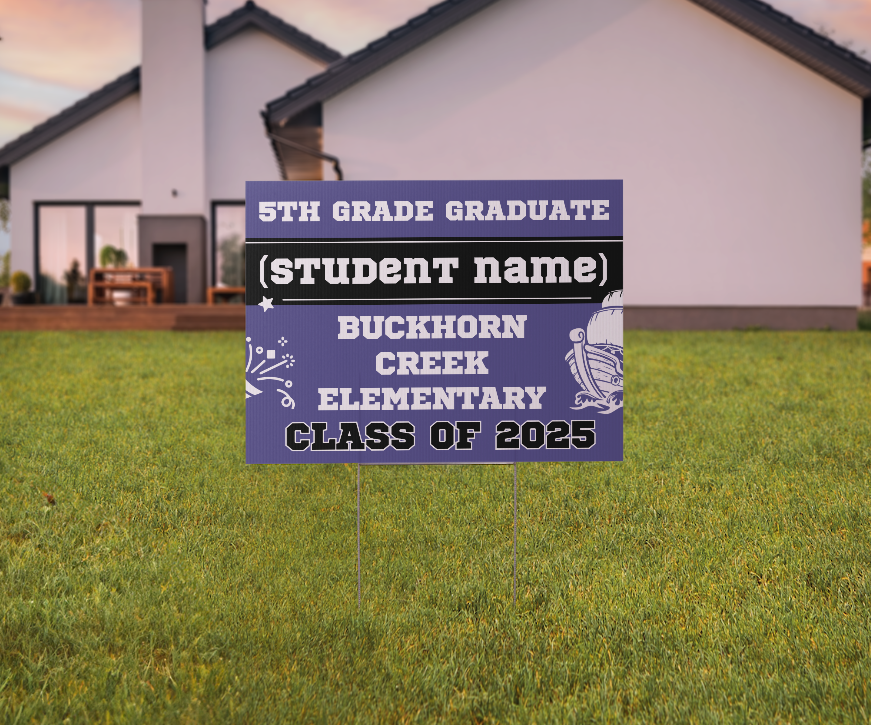 5TH GRADE GRADUATE
(STUDENT NAME)
BUCKHORN
CREEK
ELEMENTARY
CLASS OF 2025